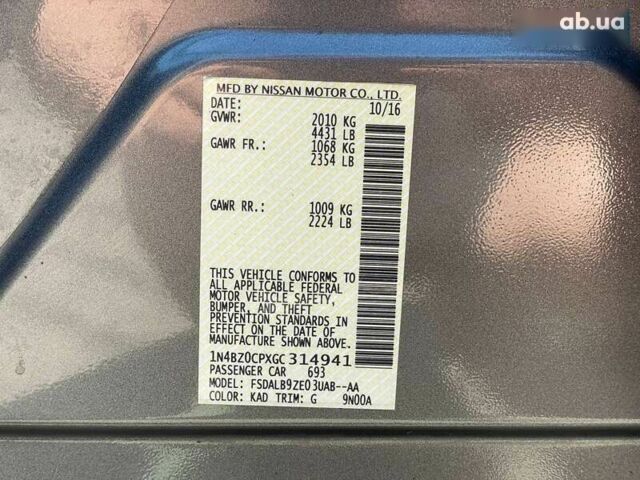 ab.ua
MFD BY NISSAN MOTOR CO., LTD.
DATE: 10/16
GVWR: 2010 KG
4431 LB
GAWR FR.: 1068 KG
2354 LB
GAWR RR.: 1009 KG
2224 LB
THIS VEHICLE CONFORMS TO
ALL APPLICABLE FEDERAL
MOTOR VEHICLE SAFETY,
BUMPER, AND THEFT
PREVENTION STANDARDS IN
EFFECT ON THE DATE OF
MANUFACTURE SHOWN ABOVE.
1N4BZ0CPXGC314941
PASSENGER CAR 693
MODEL: FSDALB9ZE03UAB--AA
COLOR: KAD TRIM: G 9N00A